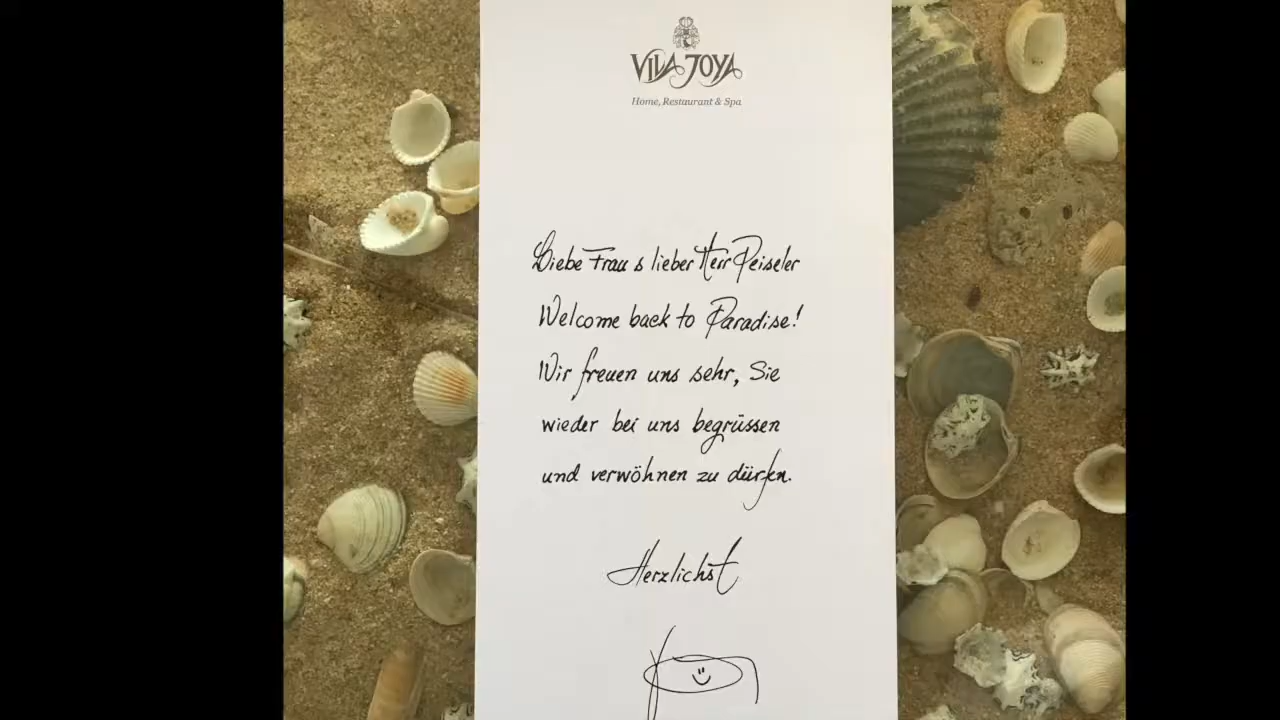 VILA JOYA
Home, Restaurant & Spa
Liebe Frau & lieber Herr Peiseler
Welcome back to Paradise!
Wir freuen uns sehr, Sie
wieder bei uns begrüssen
und verwöhnen zu dürfen.
Herzlichst